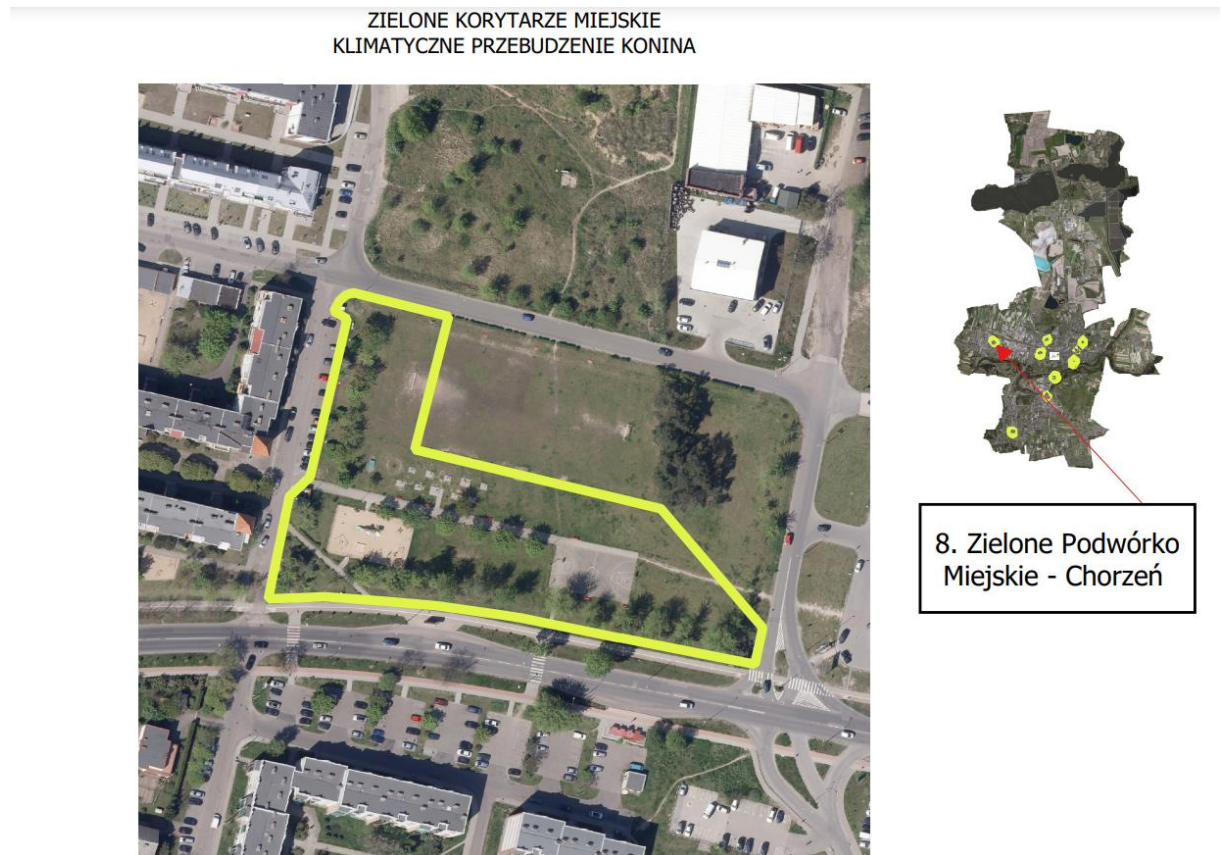 ZIELONE KORYTARZE MIEJSKIE
KLIMATYCZNE PRZEBUDZENIE KONINA
8. Zielone Podwórko
Miejskie - Chorzeń